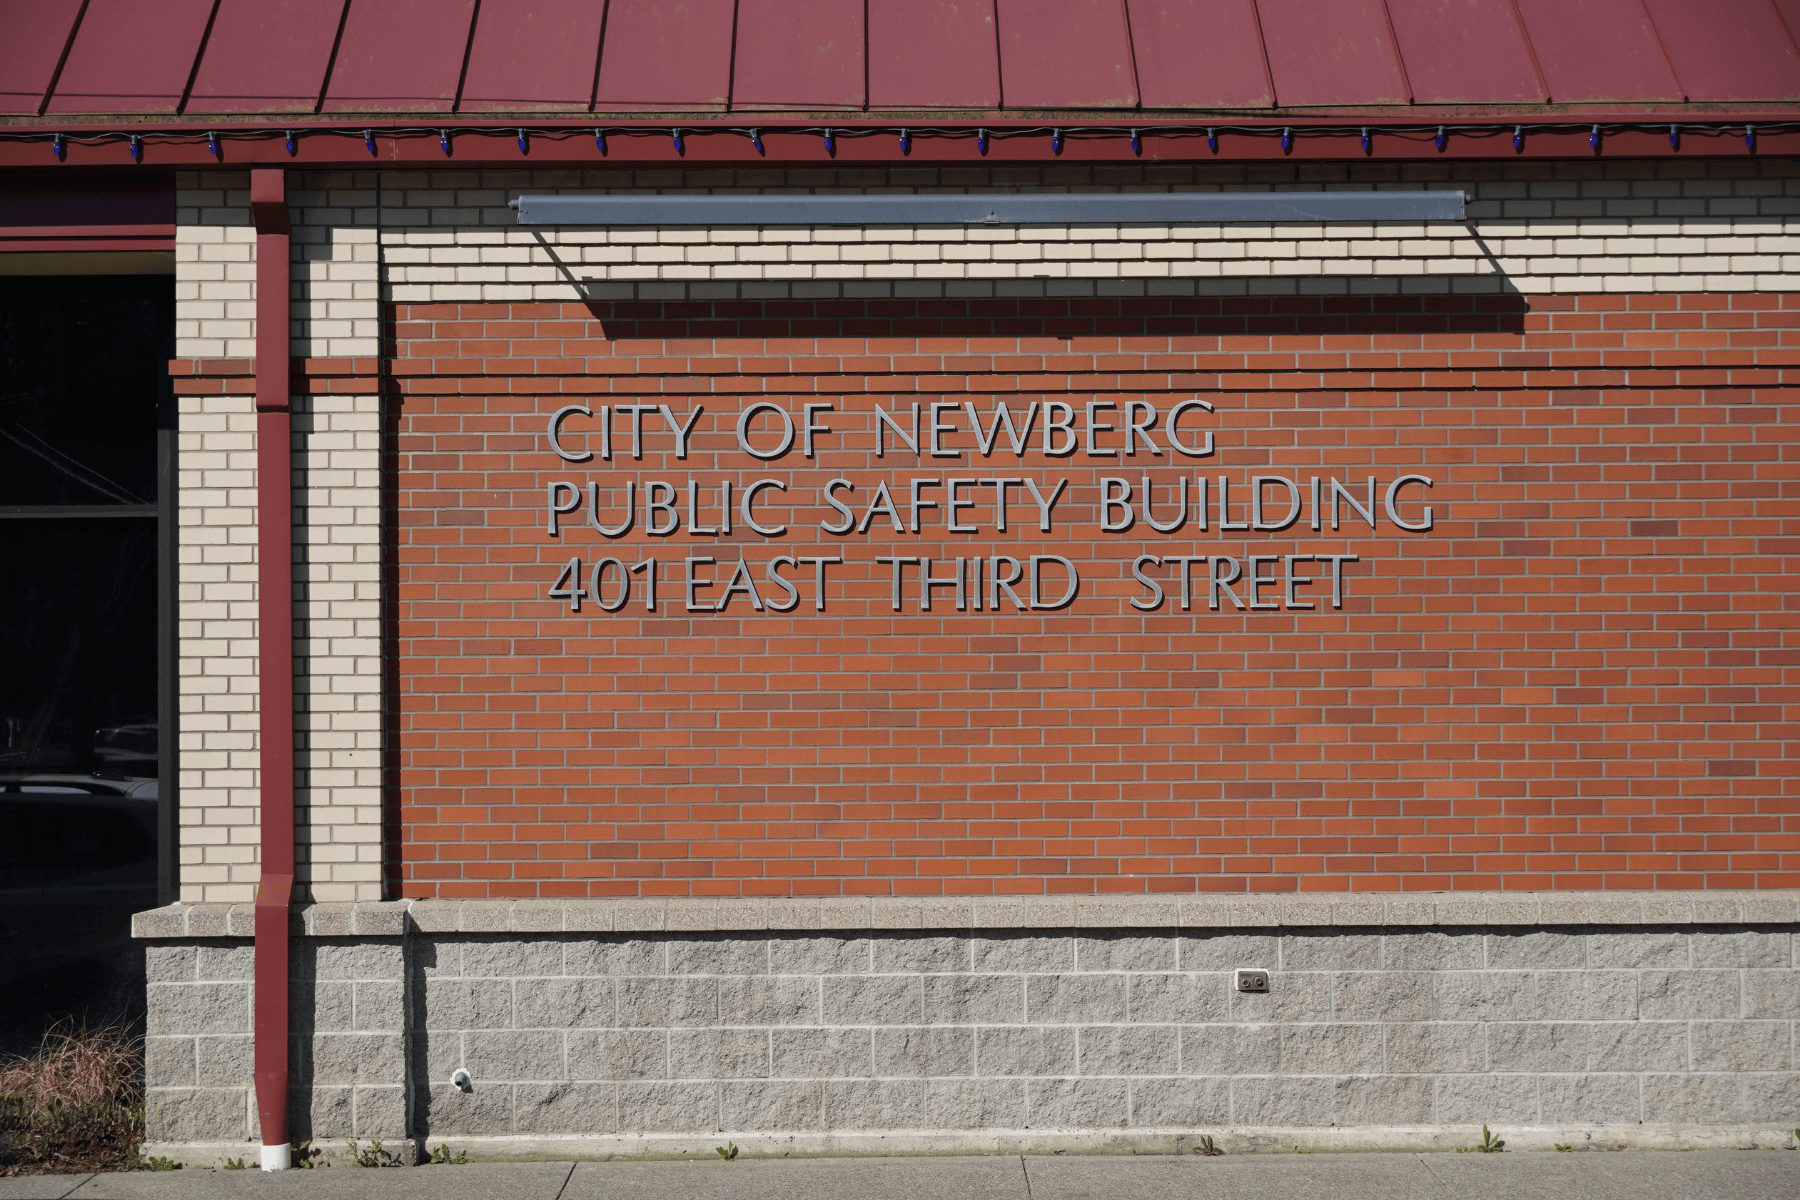 CITY OF NEWBERG
PUBLIC SAFETY BUILDING
401 EAST THIRD STREET